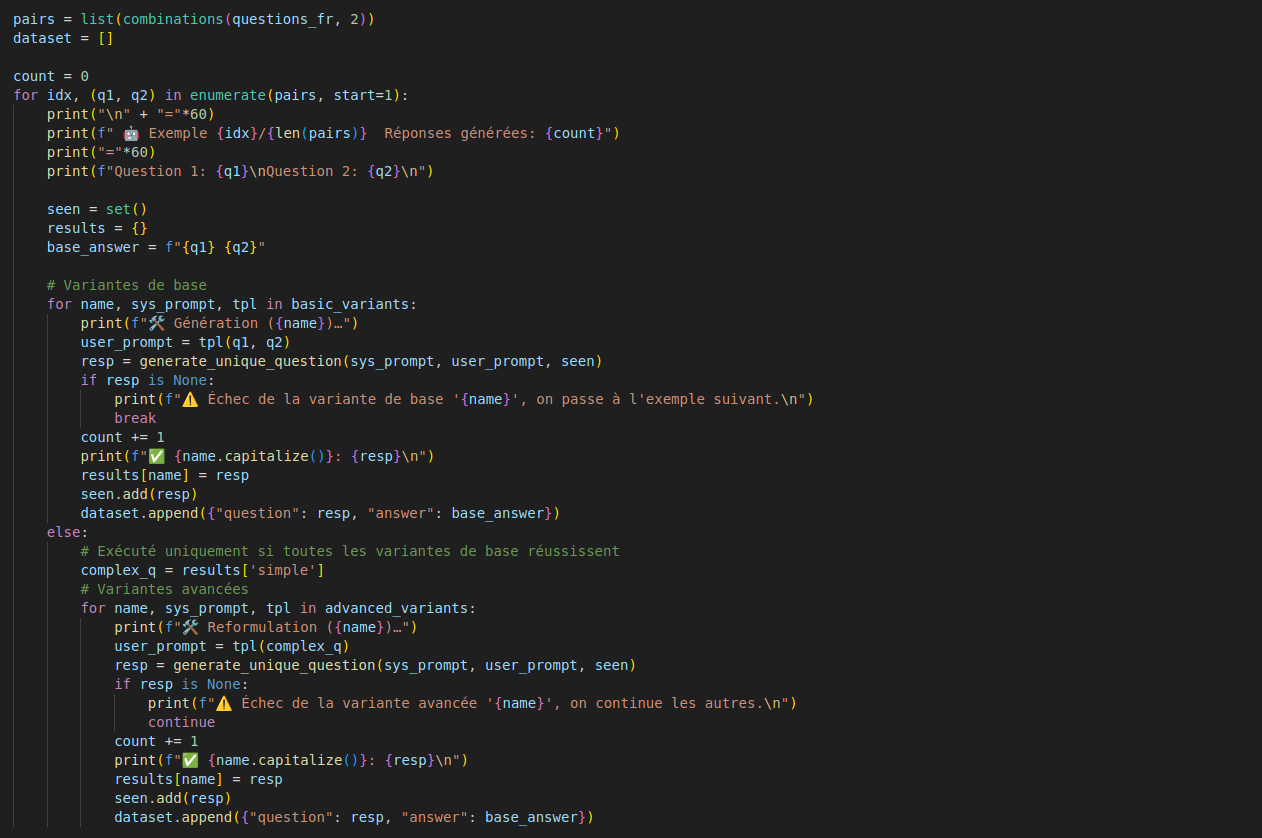 pairs = list(combinations(questions_fr, 2))
dataset = []

count = 0
for idx, (q1, q2) in enumerate(pairs, start=1):
    print("\n" + "="*60)
    print(f" 🤖 Exemple {idx}/{len(pairs)}  Réponses générées: {count}")
    print("="*60)
    print(f"Question 1: {q1}\nQuestion 2: {q2}\n")

    seen = set()
    results = {}
    base_answer = f"{q1} {q2}"

    # Variantes de base
    for name, sys_prompt, tpl in basic_variants:
        print(f"🛠️ Génération ({name})…")
        user_prompt = tpl(q1, q2)
        resp = generate_unique_question(sys_prompt, user_prompt, seen)
        if resp is None:
            print(f"⚠️ Échec de la variante de base '{name}', on passe à l'exemple suivant.\n")
            break
        count += 1
        print(f"✅ {name.capitalize()}: {resp}\n")
        results[name] = resp
        seen.add(resp)
        dataset.append({"question": resp, "answer": base_answer})
    else:
        # Exécuté uniquement si toutes les variantes de base réussissent
        complex_q = results['simple']
        # Variantes avancées
        for name, sys_prompt, tpl in advanced_variants:
            print(f"🛠️ Reformulation ({name})…")
            user_prompt = tpl(complex_q)
            resp = generate_unique_question(sys_prompt, user_prompt, seen)
            if resp is None:
                print(f"⚠️ Échec de la variante avancée '{name}', on continue les autres.\n")
                continue
            count += 1
            print(f"✅ {name.capitalize()}: {resp}\n")
            results[name] = resp
            seen.add(resp)
            dataset.append({"question": resp, "answer": base_answer})